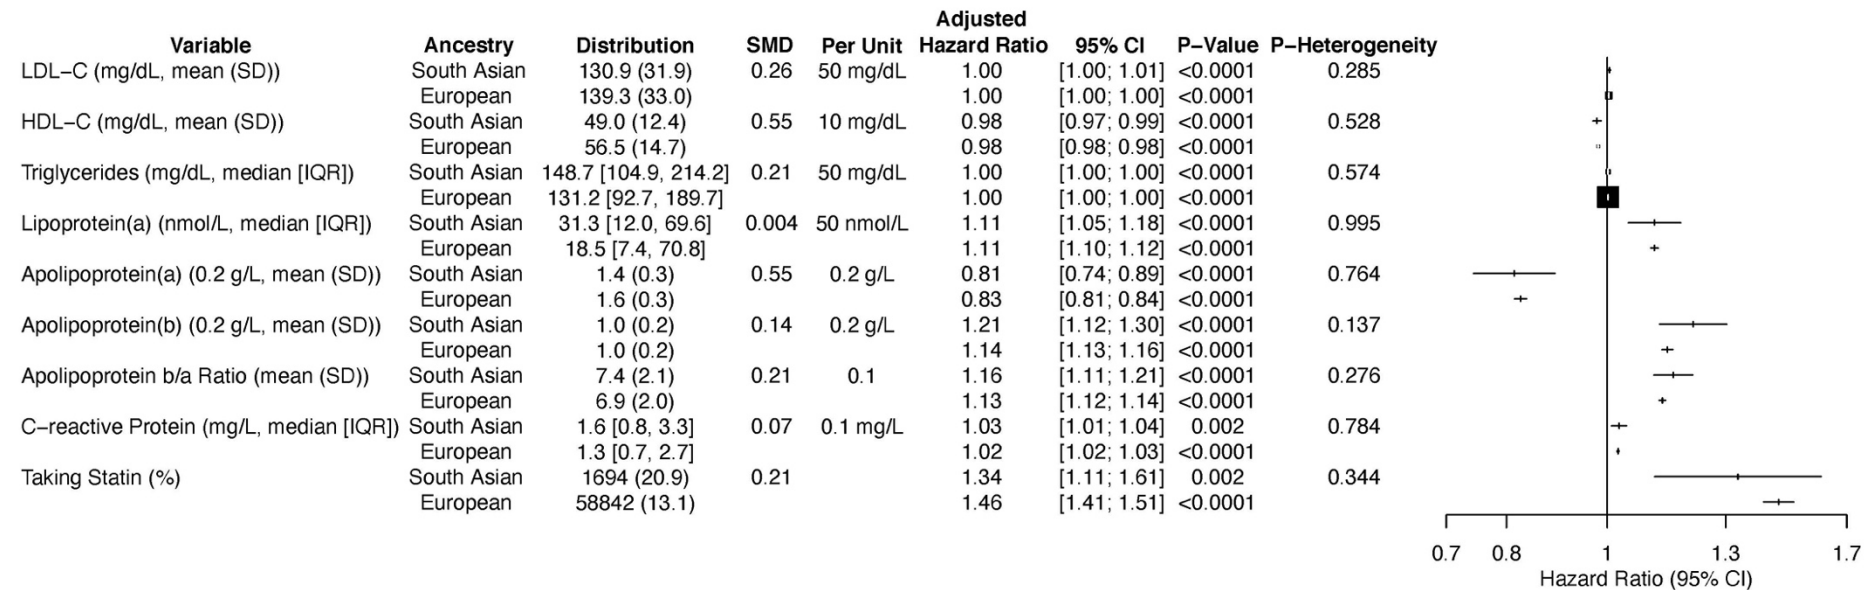 Adjusted
Variable Ancestry Distribution SMD Per Unit Hazard Ratio 95% CI P−Value P−Heterogeneity
LDL−C (mg/dL, mean (SD)) South Asian 130.9 (31.9) 0.26 50 mg/dL 1.00 [1.00; 1.01] <0.0001 0.285
European 139.3 (33.0) 1.00 [1.00; 1.00] <0.0001
HDL−C (mg/dL, mean (SD)) South Asian 49.0 (12.4) 0.55 10 mg/dL 0.98 [0.97; 0.99] <0.0001 0.528
European 56.5 (14.7) 0.98 [0.98; 0.98] <0.0001
Triglycerides (mg/dL, median [IQR]) South Asian 148.7 [104.9, 214.2] 0.21 50 mg/dL 1.00 [1.00; 1.00] <0.0001 0.574
European 131.2 [92.7, 189.7] 1.00 [1.00; 1.00] <0.0001
Lipoprotein(a) (nmol/L, median [IQR]) South Asian 31.3 [12.0, 69.6] 0.004 50 nmol/L 1.11 [1.05; 1.18] <0.0001 0.995
European 18.5 [7.4, 70.8] 1.11 [1.10; 1.12] <0.0001
Apolipoprotein(a) (0.2 g/L, mean (SD)) South Asian 1.4 (0.3) 0.55 0.2 g/L 0.81 [0.74; 0.89] <0.0001 0.764
European 1.6 (0.3) 0.83 [0.81; 0.84] <0.0001
Apolipoprotein(b) (0.2 g/L, mean (SD)) South Asian 1.0 (0.2) 0.14 0.2 g/L 1.21 [1.12; 1.30] <0.0001 0.137
European 1.0 (0.2) 1.14 [1.13; 1.16] <0.0001
Apolipoprotein b/a Ratio (mean (SD)) South Asian 7.4 (2.1) 0.21 0.1 1.16 [1.11; 1.21] <0.0001 0.276
European 6.9 (2.0) 1.13 [1.12; 1.14] <0.0001
C−reactive Protein (mg/L, median [IQR]) South Asian 1.6 [0.8, 3.3] 0.07 0.1 mg/L 1.03 [1.01; 1.04] 0.002 0.784
European 1.3 [0.7, 2.7] 1.02 [1.02; 1.03] <0.0001
Taking Statin (%) South Asian 1694 (20.9) 0.21 1.34 [1.11; 1.61] 0.002 0.344
European 58842 (13.1) 1.46 [1.41; 1.51] <0.0001
0.7 0.8 1 1.3 1.7
Hazard Ratio (95% CI)